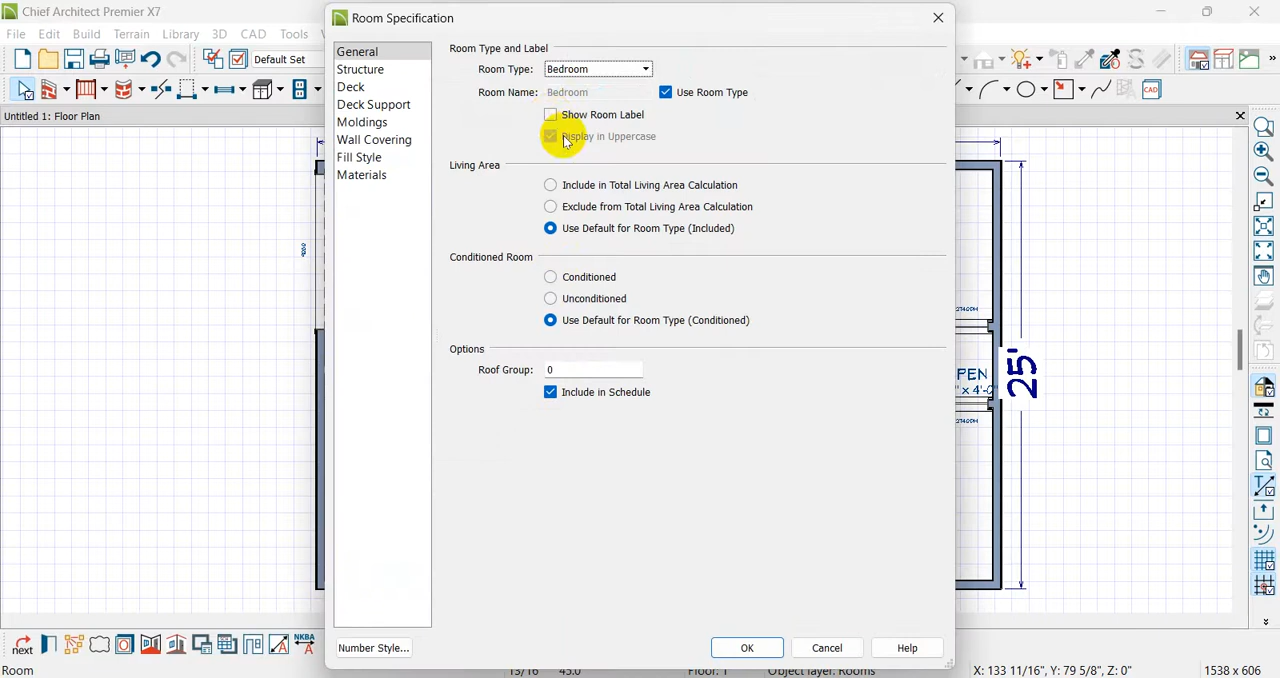 Chief Architect Premier X7
File Edit Build Terrain Library 3D CAD Tools
Default Set
Untitled 1: Floor Plan
Room Specification
General
Structure
Deck
Deck Support
Moldings
Wall Covering
Fill Style
Materials
Room Type and Label
Room Type: Bedroom
Room Name: Bedroom Use Room Type
Show Room Label
Display in Uppercase
Living Area
Include in Total Living Area Calculation
Exclude from Total Living Area Calculation
Use Default for Room Type (Included)
Conditioned Room
Conditioned
Unconditioned
Use Default for Room Type (Conditioned)
Options
Roof Group: 0
Include in Schedule
PEN
" x 4'-0"
25'
next
NKBA
Number Style...
OK Cancel Help
Room
X: 133 11/16", Y: 79 5/8", Z: 0"
1538 x 606